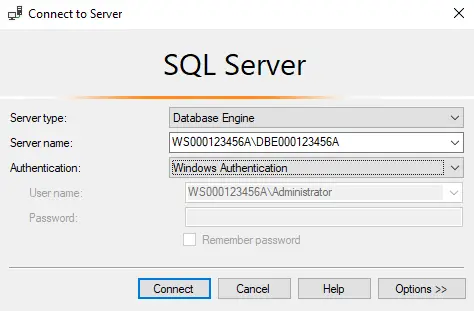 Connect to Server
SQL Server
Server type: Database Engine
Server name: WS000123456A\DBE000123456A
Authentication: Windows Authentication
User name: WS000123456A\Administrator
Password:
Remember password
Connect Cancel Help Options >>